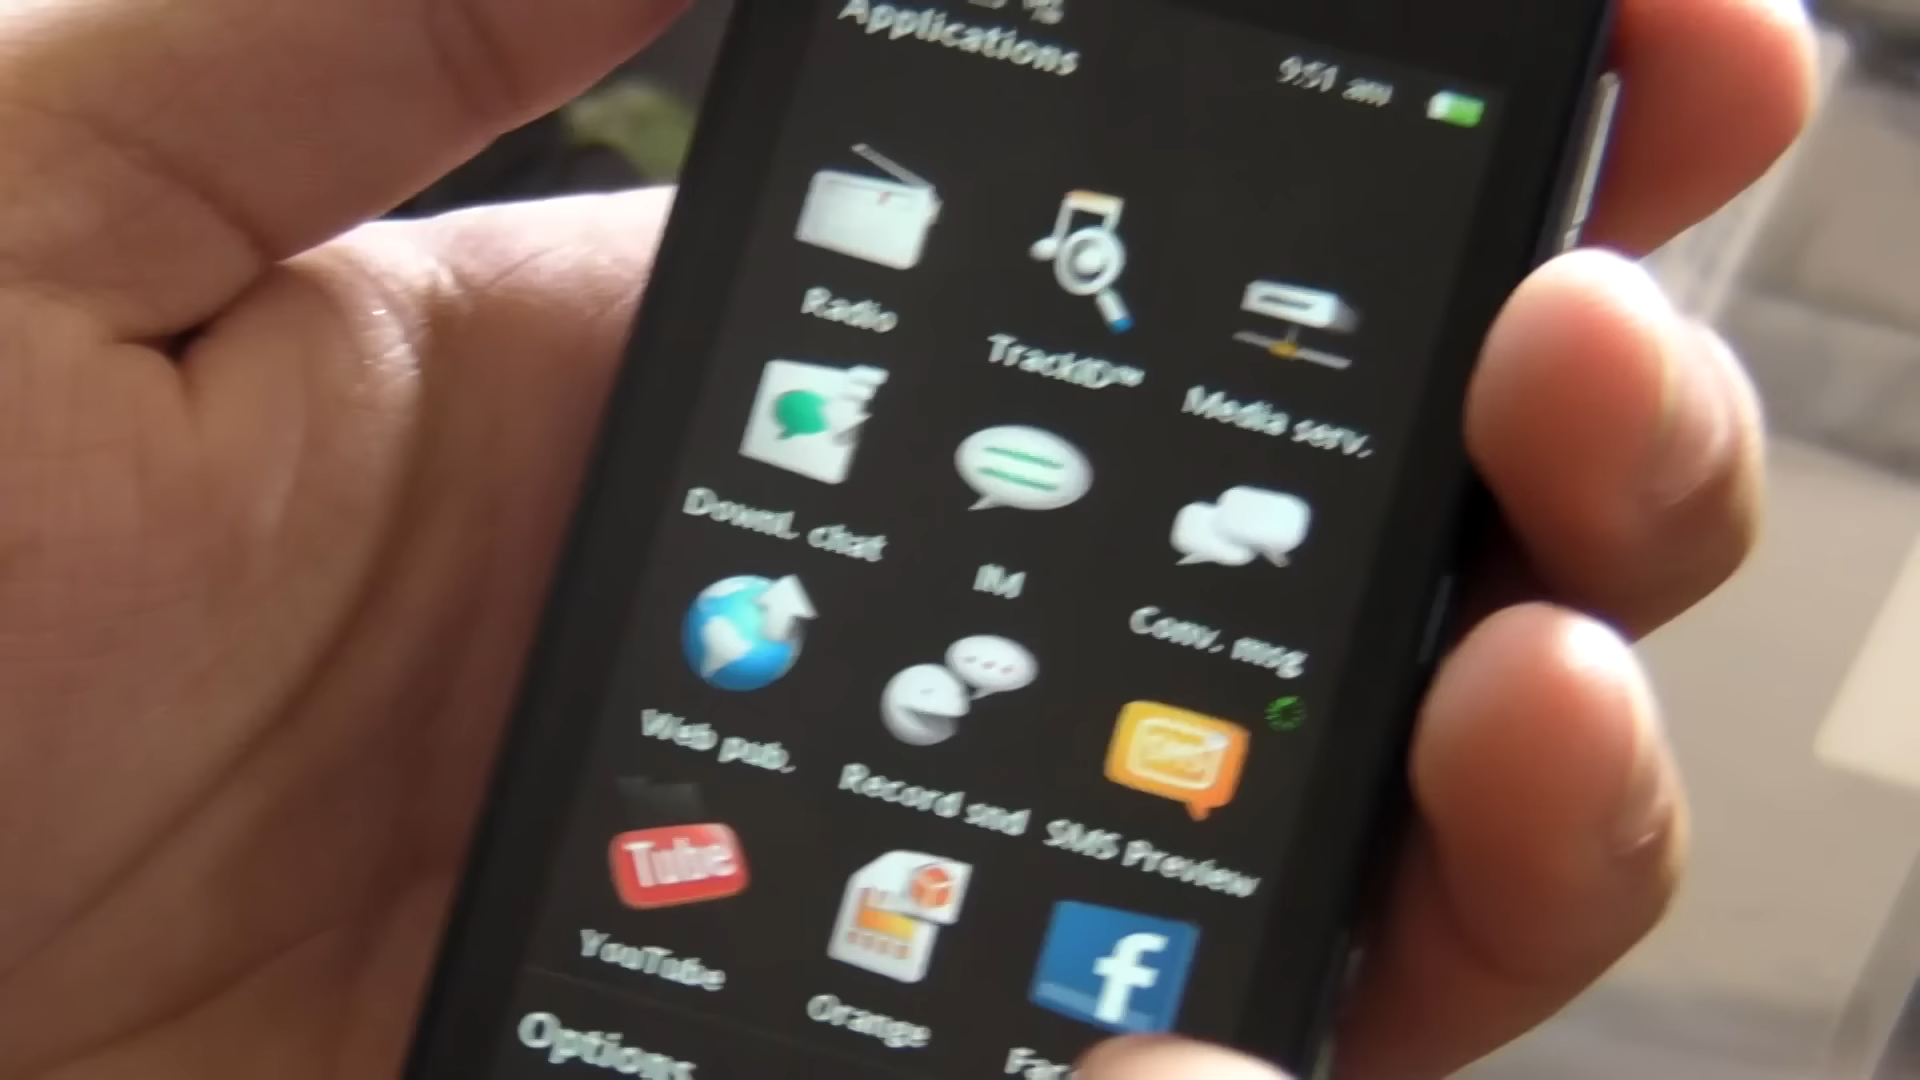 Applications
9:51 am
Radio
TrackID™
Media serv.
Downl. chat
IM
Conv. msg
Web pub.
Record snd
SMS Preview
SMS
Tube
YouTube
Orange
f
Options